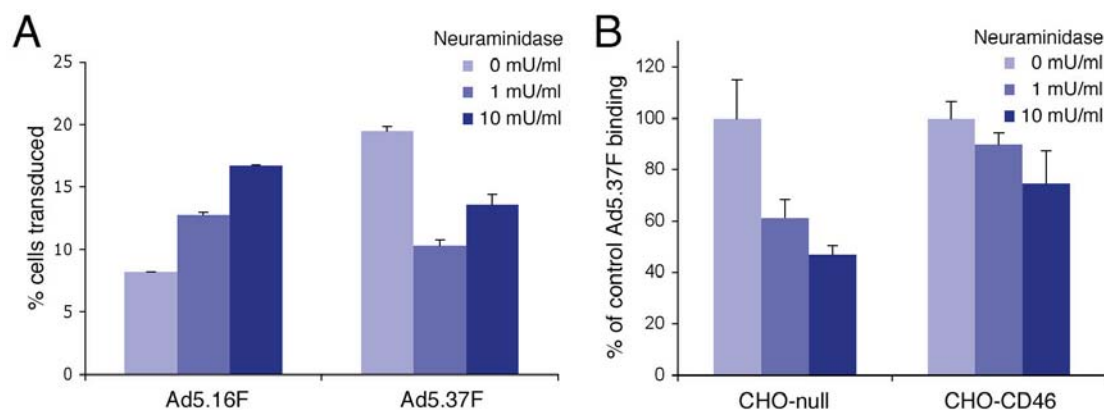 A
Neuraminidase
0 mU/ml
1 mU/ml
10 mU/ml
25
20
15
10
5
0
% cells transduced
Ad5.16F
Ad5.37F
B
Neuraminidase
0 mU/ml
1 mU/ml
10 mU/ml
120
100
80
60
40
20
0
% of control Ad5.37F binding
CHO-null
CHO-CD46